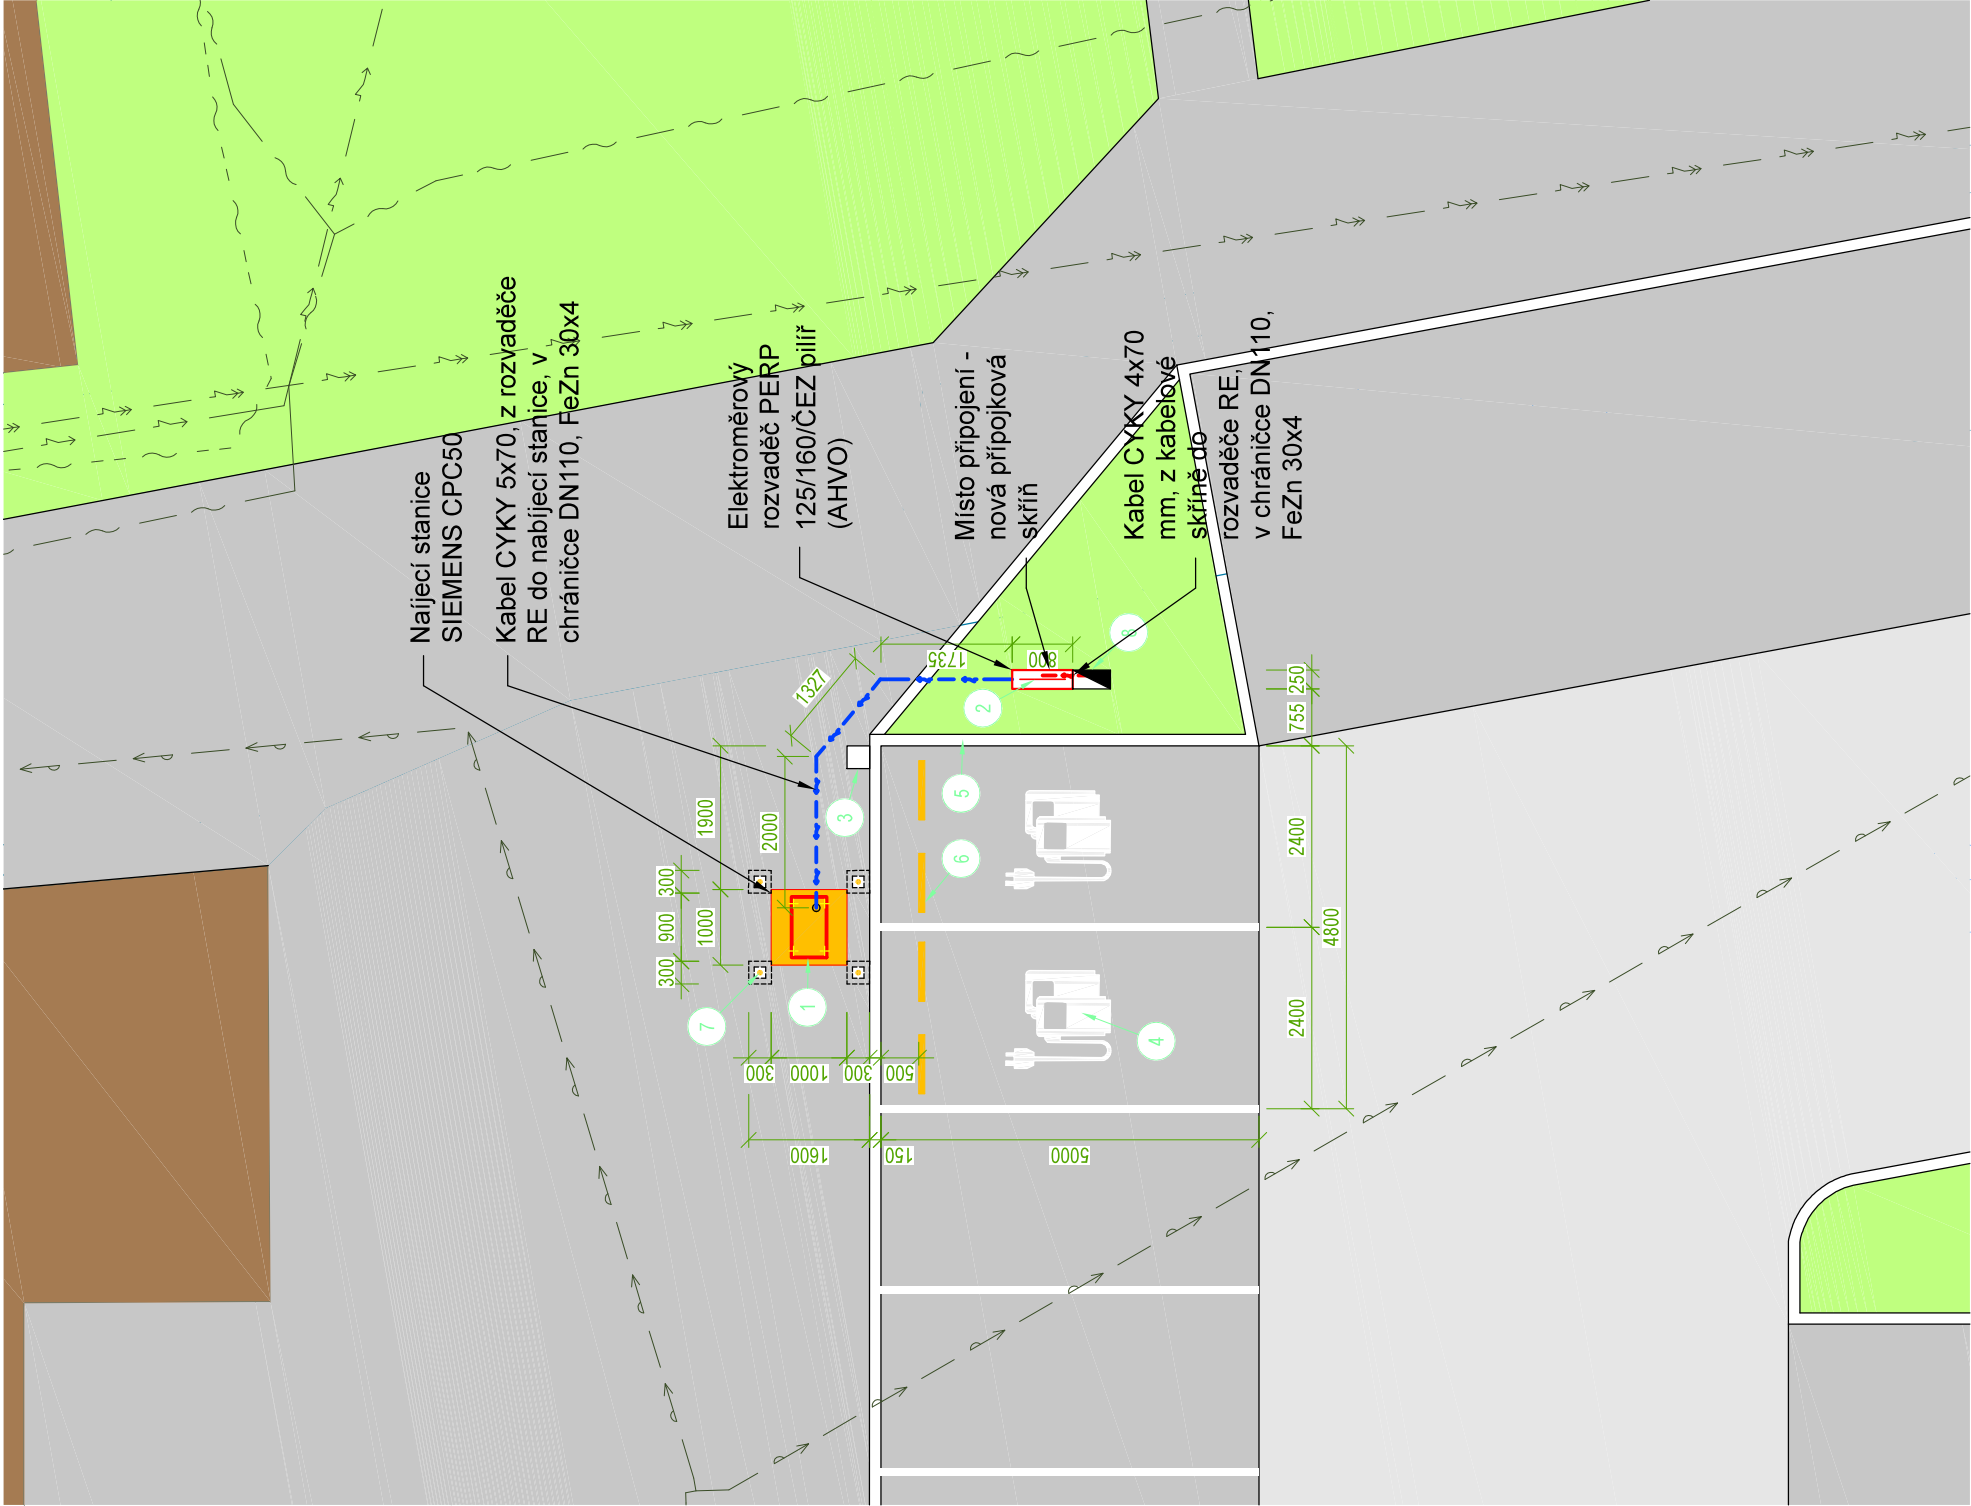 Naíjecí stanice
SIEMENS CPC50
Kabel CYKY 5x70, z rozvaděče
RE do nabíjecí stanice, v
chráničce DN110, FeZn 30x4
Elektroměrový
rozvaděč PERP
125/160/ČEZ pilíř
(AHVO)
Místo připojení -
nová přípojková
skříň
Kabel CYKY 4x70
mm, z kabelové
skříně do
rozvaděče RE,
v chráničce DN110,
FeZn 30x4
300
900
300
1000
1900
2000
1327
1735
800
250
755
2400
2400
4800
300
1000
300
500
1600
150
5000
1
2
3
4
5
6
7
8